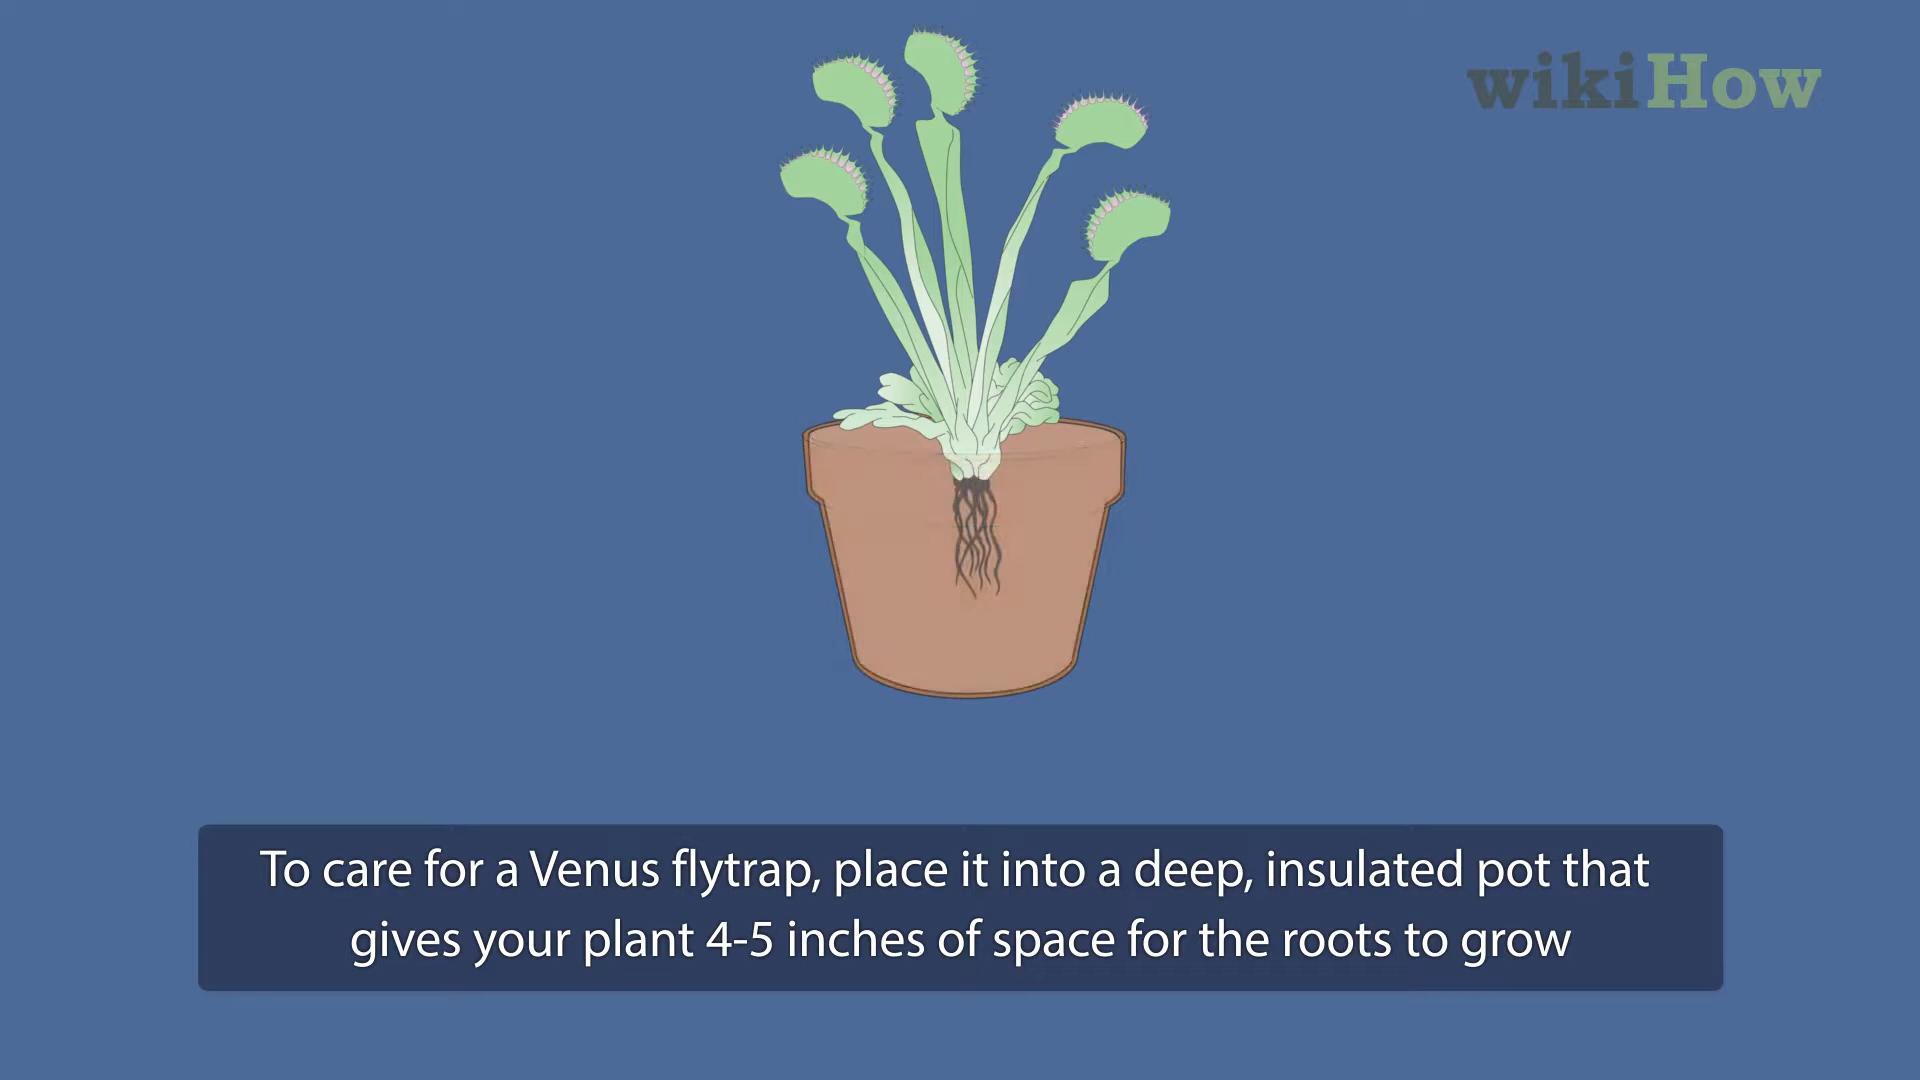 wikiHow
To care for a Venus flytrap, place it into a deep, insulated pot that
gives your plant 4-5 inches of space for the roots to grow